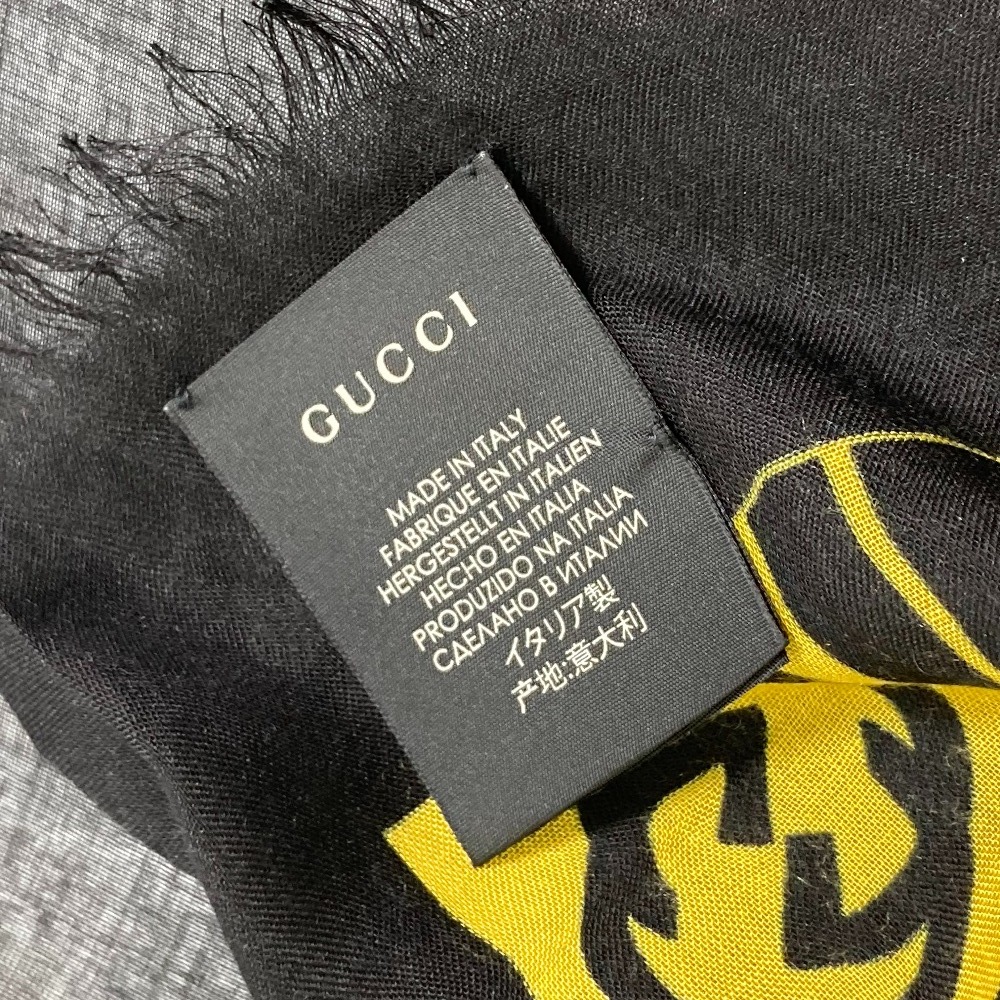 GUCCI
MADE IN ITALY
FABRIQUE EN ITALIE
HERGESTELLT IN ITALIEN
HECHO EN ITALIA
PRODUZIDO NA ITALIA
СДЕЛАНО В ИТАЛИИ
イタリア製
产地:意大利